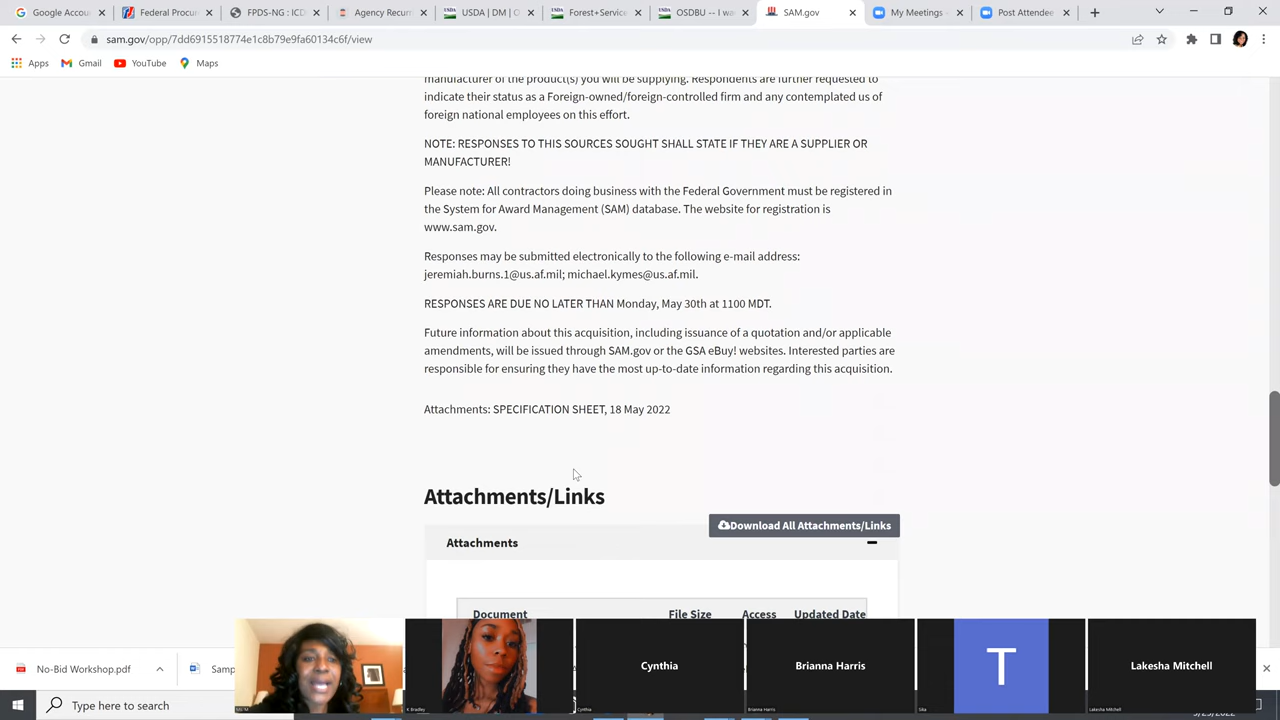 Google Accou
Federal Procur
FPDS-NG : ICD
Agency Recurr
USDA | DM | O
Forest+Service
OSDBU -- I wa
SAM.gov
My Meetings -
Post Attendee
sam.gov/opp/7dd6915518774e1c8b79e9fa60134c6f/view
Apps
Gmail
YouTube
Maps
manufacturer of the product(s) you will be supplying. Respondents are further requested to
indicate their status as a Foreign-owned/foreign-controlled firm and any contemplated us of
foreign national employees on this effort.
NOTE: RESPONSES TO THIS SOURCES SOUGHT SHALL STATE IF THEY ARE A SUPPLIER OR
MANUFACTURER!
Please note: All contractors doing business with the Federal Government must be registered in
the System for Award Management (SAM) database. The website for registration is
www.sam.gov.
Responses may be submitted electronically to the following e-mail address:
jeremiah.burns.1@us.af.mil; michael.kymes@us.af.mil.
RESPONSES ARE DUE NO LATER THAN Monday, May 30th at 1100 MDT.
Future information about this acquisition, including issuance of a quotation and/or applicable
amendments, will be issued through SAM.gov or the GSA eBuy! websites. Interested parties are
responsible for ensuring they have the most up-to-date information regarding this acquisition.
Attachments: SPECIFICATION SHEET, 18 May 2022
Attachments/Links
Download All Attachments/Links
Attachments
Document
File Size
Access
Updated Date
No-Bid Workshop.pdf
Samp
T
Cynthia
Brianna Harris
Lakesha Mitchell
K Bradley
Cynthia
Brianna Harris
Lakesha Mitchell
Type here to search